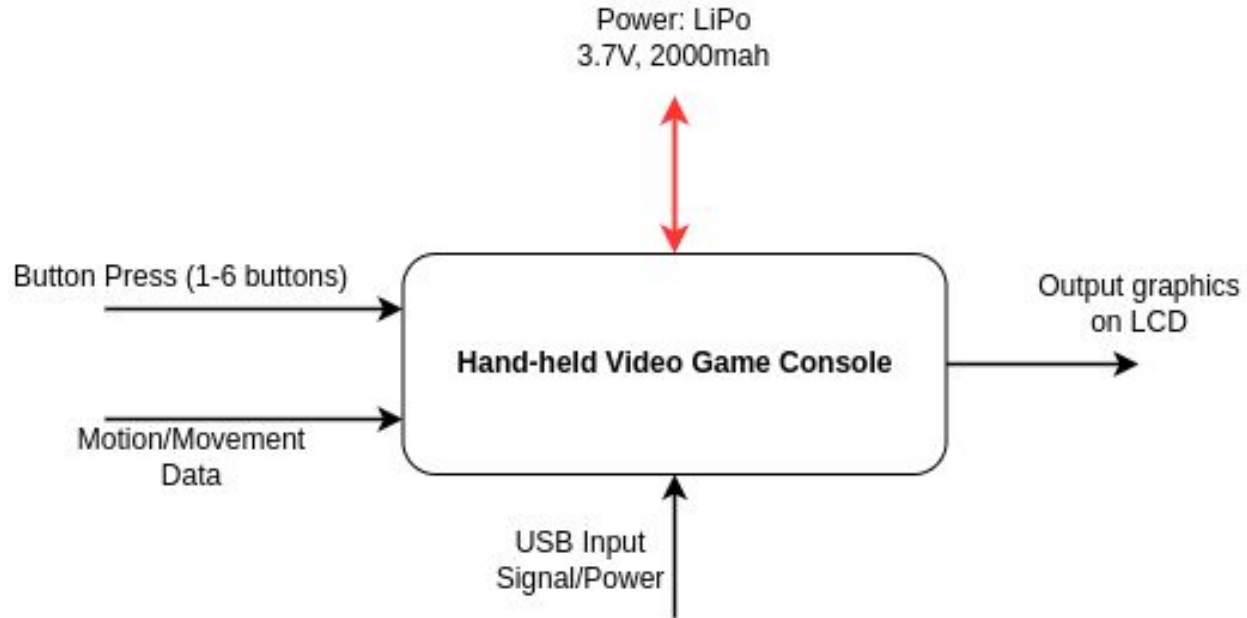 Power: LiPo
3.7V, 2000mah
Button Press (1-6 buttons)
Motion/Movement
Data
Hand-held Video Game Console
Output graphics
on LCD
USB Input
Signal/Power